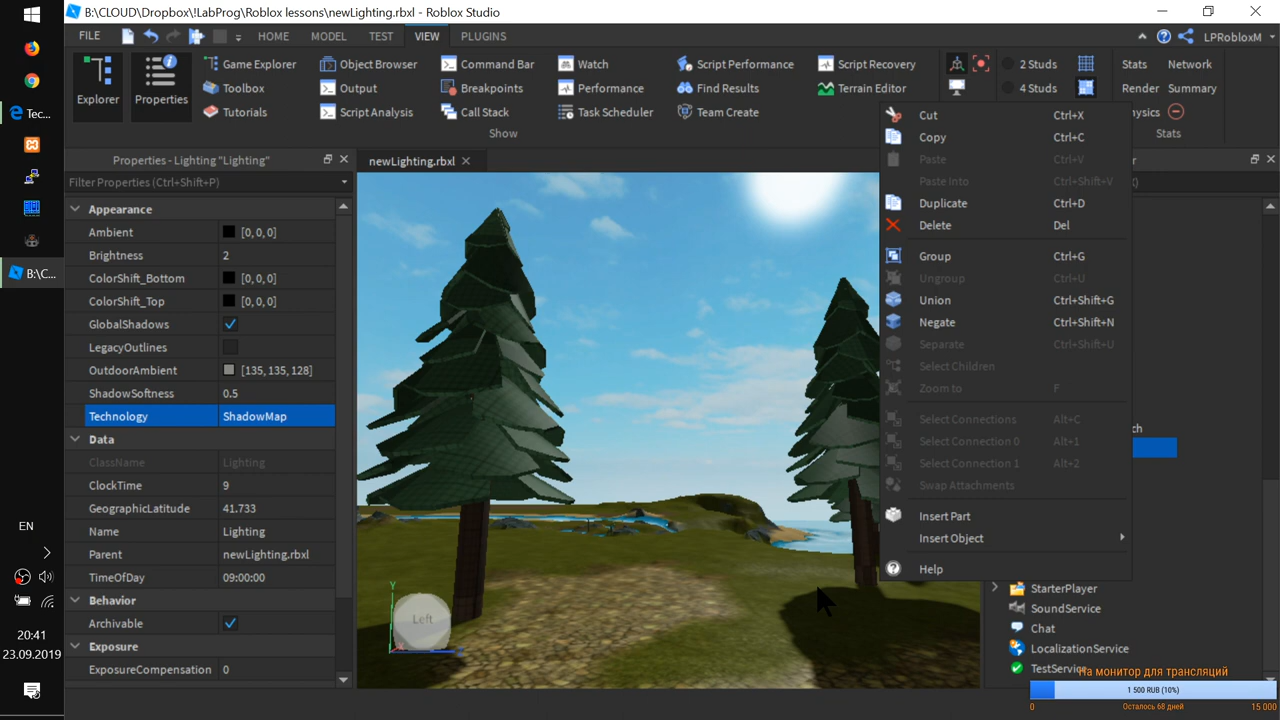 B:\CLOUD\Dropbox\!LabProg\Roblox lessons\newLighting.rbxl - Roblox Studio
FILE HOME MODEL TEST VIEW PLUGINS LPRobloxM
Explorer
Properties
Game Explorer
Toolbox
Tutorials
Object Browser
Output
Script Analysis
Command Bar
Breakpoints
Call Stack
Watch
Performance
Task Scheduler
Script Performance
Find Results
Team Create
Script Recovery
Terrain Editor
Show
2 Studs
4 Studs
Stats Network
Render Summary
ysics
Stats
Properties - Lighting "Lighting"
Filter Properties (Ctrl+Shift+P)
Appearance
Ambient [0,0,0]
Brightness 2
ColorShift_Bottom [0,0,0]
ColorShift_Top [0,0,0]
GlobalShadows
LegacyOutlines
OutdoorAmbient [135,135,128]
ShadowSoftness 0.5
Technology ShadowMap
Data
ClassName Lighting
ClockTime 9
GeographicLatitude 41.733
Name Lighting
Parent newLighting.rbxl
TimeOfDay 09:00:00
Behavior
Archivable
Exposure
ExposureCompensation 0
newLighting.rbxl
Y
Left
Cut Ctrl+X
Copy Ctrl+C
Paste Ctrl+V
Paste Into Ctrl+Shift+V
Duplicate Ctrl+D
Delete Del
Group Ctrl+G
Ungroup Ctrl+U
Union Ctrl+Shift+G
Negate Ctrl+Shift+N
Separate Ctrl+Shift+U
Select Children
Zoom to F
Select Connections Alt+C
Select Connection 0 Alt+1
Select Connection 1 Alt+2
Swap Attachments
Insert Part
Insert Object
Help
r
X)
ch
StarterPlayer
SoundService
Chat
LocalizationService
TestService
На монитор для трансляций
1 500 RUB (10%)
0 Осталось 68 дней 15 000
Tec...
B:\C...
EN
20:41
23.09.2019